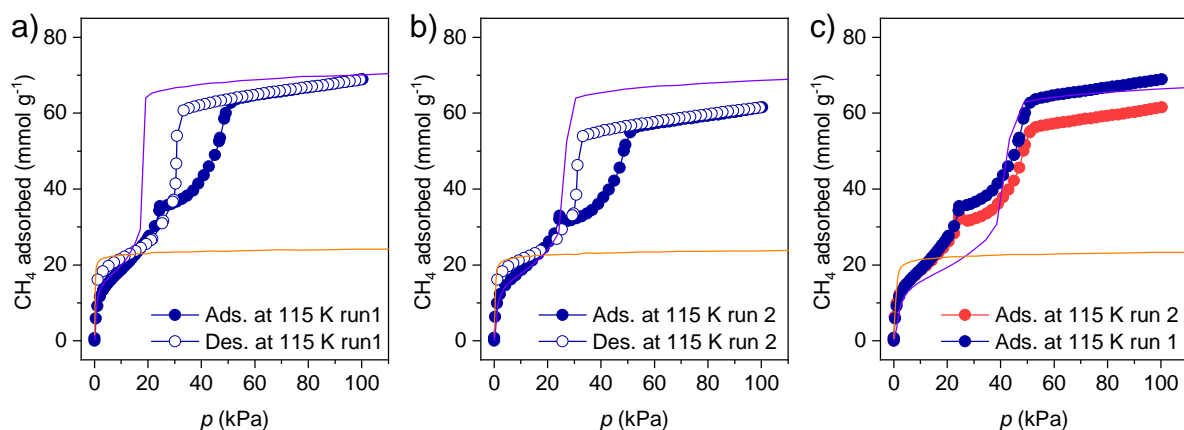 a)
CH₄ adsorbed (mmol g⁻¹)
80
60
40
20
0
0 20 40 60 80 100
p (kPa)
Ads. at 115 K run1
Des. at 115 K run1
b)
CH₄ adsorbed (mmol g⁻¹)
80
60
40
20
0
0 20 40 60 80 100
p (kPa)
Ads. at 115 K run 2
Des. at 115 K run 2
c)
CH₄ adsorbed (mmol g⁻¹)
80
60
40
20
0
0 20 40 60 80 100
p (kPa)
Ads. at 115 K run 2
Ads. at 115 K run 1